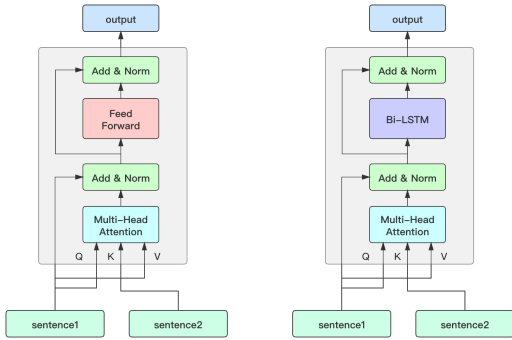 output
Add & Norm
Feed
Forward
Add & Norm
Multi-Head
Attention
Q K V
sentence1 sentence2
output
Add & Norm
Bi-LSTM
Add & Norm
Multi-Head
Attention
Q K V
sentence1 sentence2